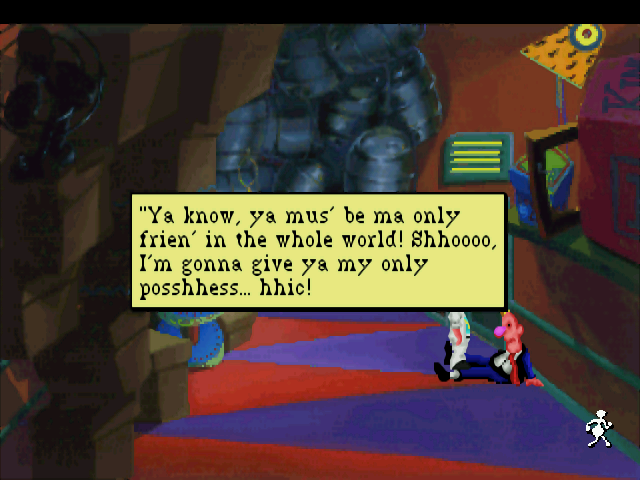 "Ya know, ya mus' be ma only
frien' in the whole world! Shhoooo,
I'm gonna give ya my only
posshhess... hhic!